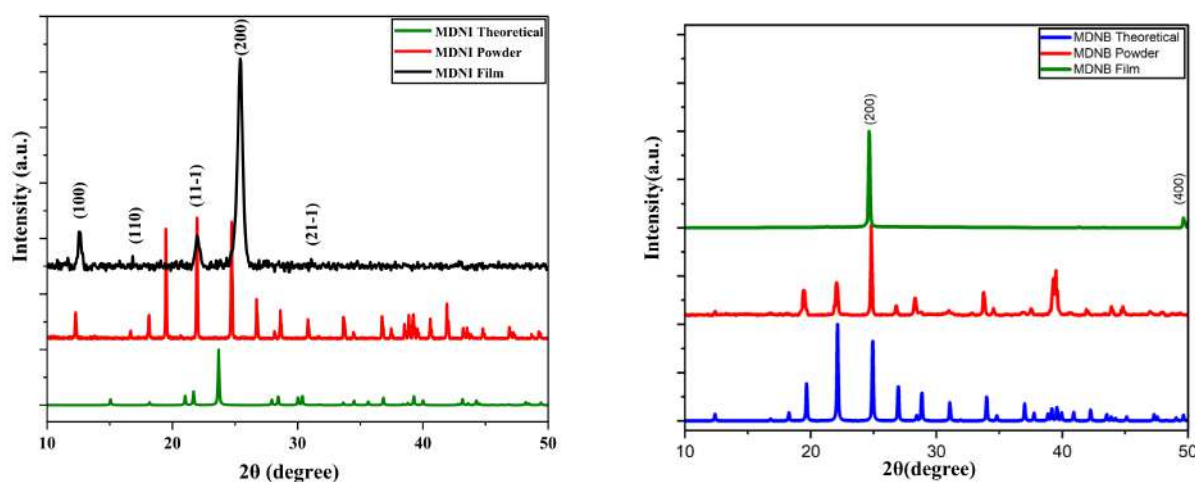 MDNI Theoretical
MDNI Powder
MDNI Film
(200)
(100)
(110)
(11-1)
(21-1)
Intensity (a.u.)
10 20 30 40 50
2θ (degree)
MDNB Theoretical
MDNB Powder
MDNB Film
(200)
(400)
Intensity(a.u.)
10 20 30 40 50
2θ(degree)